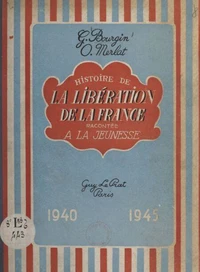 G. Bourgin
O. Merlat
HISTOIRE DE
LA LIBÉRATION
DE LA FRANCE
RACONTÉE
A LA JEUNESSE
Guy Le Prat
Paris
1940 1945